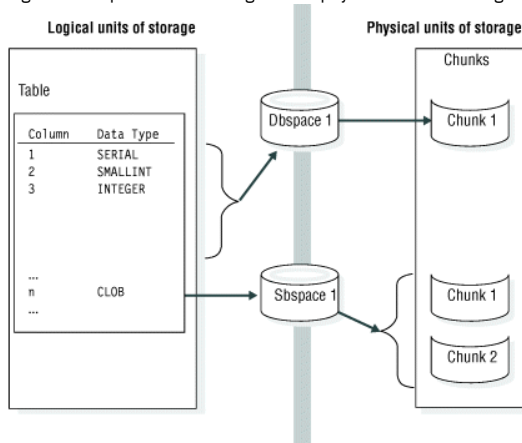 Logical units of storage
Physical units of storage
Chunks
Table
Column Data Type
1 SERIAL
2 SMALLINT
3 INTEGER
...
n CLOB
...
Dbspace 1
Sbspace 1
Chunk 1
Chunk 1
Chunk 2